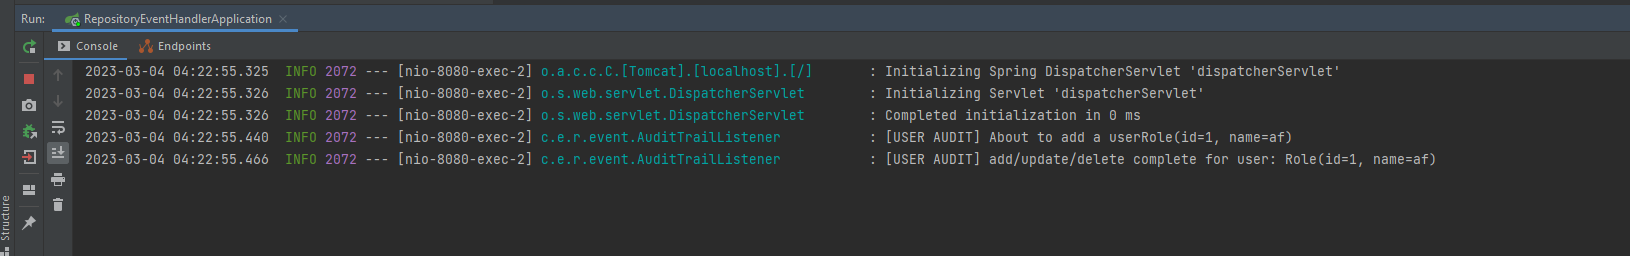 Run: RepositoryEventHandlerApplication
Console Endpoints
2023-03-04 04:22:55.325 INFO 2072 --- [nio-8080-exec-2] o.a.c.c.C.[Tomcat].[localhost].[/] : Initializing Spring DispatcherServlet 'dispatcherServlet'
2023-03-04 04:22:55.326 INFO 2072 --- [nio-8080-exec-2] o.s.web.servlet.DispatcherServlet : Initializing Servlet 'dispatcherServlet'
2023-03-04 04:22:55.326 INFO 2072 --- [nio-8080-exec-2] o.s.web.servlet.DispatcherServlet : Completed initialization in 0 ms
2023-03-04 04:22:55.440 INFO 2072 --- [nio-8080-exec-2] c.e.r.event.AuditTrailListener : [USER AUDIT] About to add a userRole(id=1, name=af)
2023-03-04 04:22:55.466 INFO 2072 --- [nio-8080-exec-2] c.e.r.event.AuditTrailListener : [USER AUDIT] add/update/delete complete for user: Role(id=1, name=af)
Structure